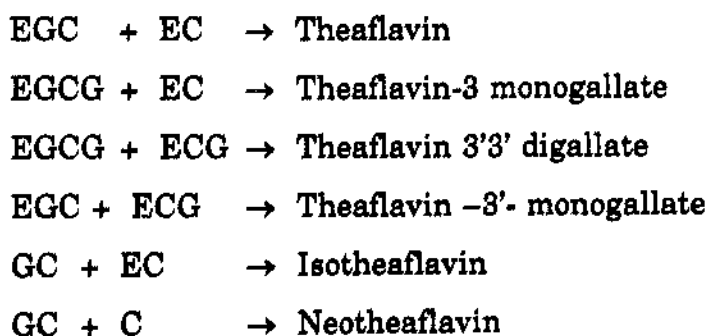 EGC + EC → Theaflavin
EGCG + EC → Theaflavin-3 monogallate
EGCG + ECG → Theaflavin 3'3' digallate
EGC + ECG → Theaflavin –3'- monogallate
GC + EC → Isotheaflavin
GC + C → Neotheaflavin